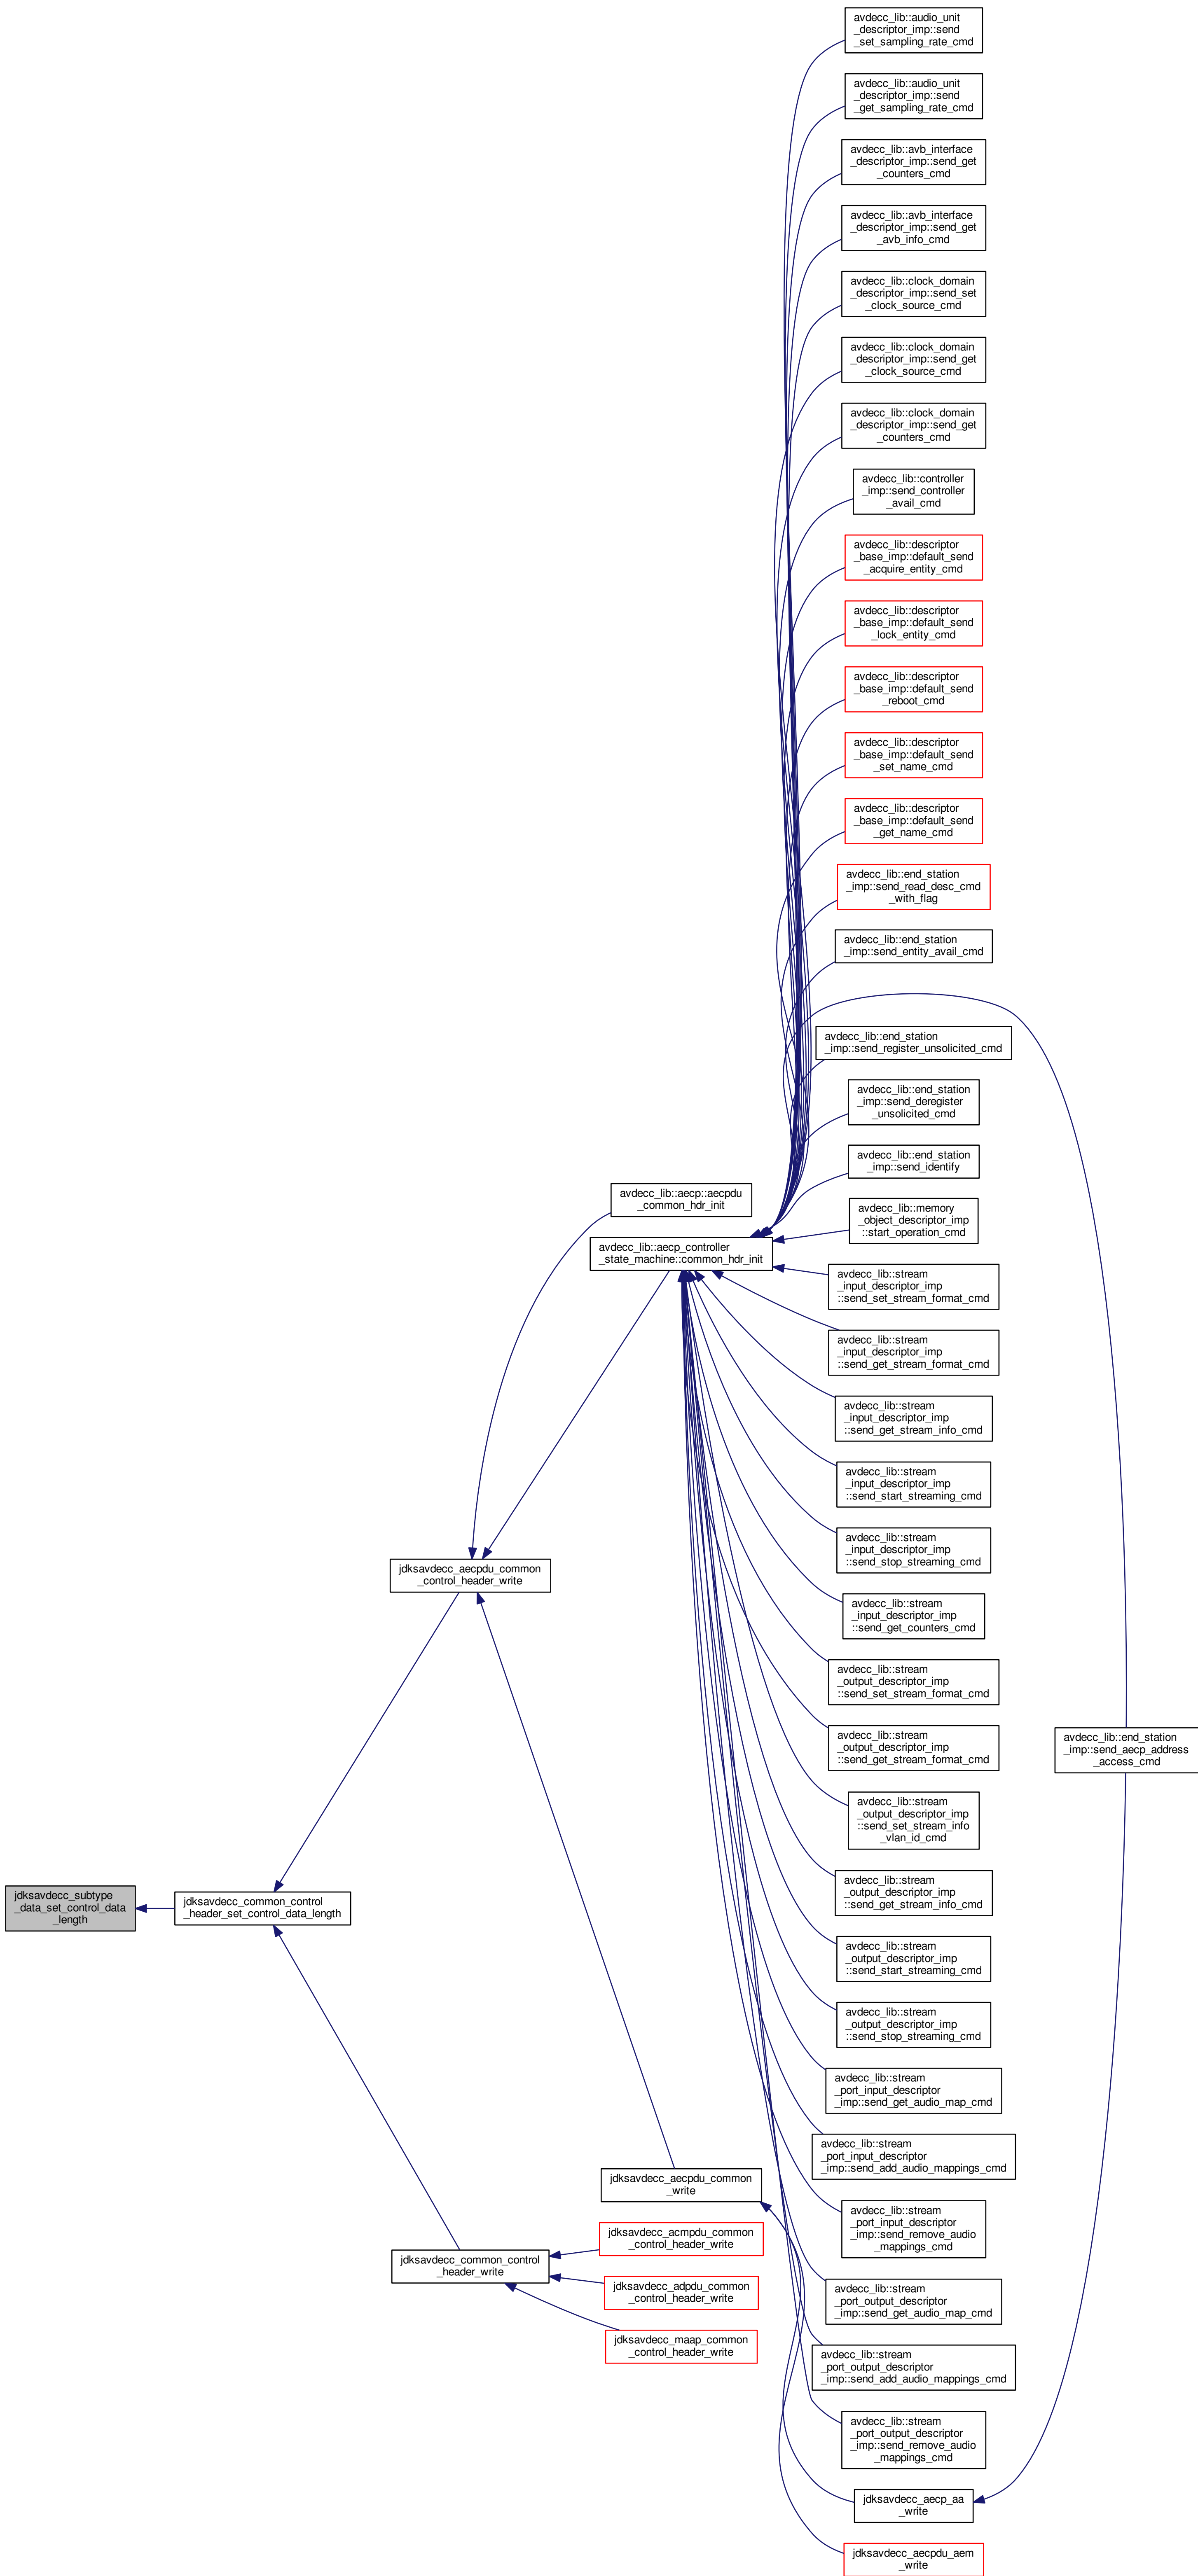 avdecc_lib::audio_unit
_descriptor_imp::send
_set_sampling_rate_cmd
avdecc_lib::audio_unit
_descriptor_imp::send
_get_sampling_rate_cmd
avdecc_lib::avb_interface
_descriptor_imp::send_get
_counters_cmd
avdecc_lib::avb_interface
_descriptor_imp::send_get
_avb_info_cmd
avdecc_lib::clock_domain
_descriptor_imp::send_set
_clock_source_cmd
avdecc_lib::clock_domain
_descriptor_imp::send_get
_clock_source_cmd
avdecc_lib::clock_domain
_descriptor_imp::send_get
_counters_cmd
avdecc_lib::controller
_imp::send_controller
_avail_cmd
avdecc_lib::descriptor
_base_imp::default_send
_acquire_entity_cmd
avdecc_lib::descriptor
_base_imp::default_send
_lock_entity_cmd
avdecc_lib::descriptor
_base_imp::default_send
_reboot_cmd
avdecc_lib::descriptor
_base_imp::default_send
_set_name_cmd
avdecc_lib::descriptor
_base_imp::default_send
_get_name_cmd
avdecc_lib::end_station
_imp::send_read_desc_cmd
_with_flag
avdecc_lib::end_station
_imp::send_entity_avail_cmd
avdecc_lib::end_station
_imp::send_register_unsolicited_cmd
avdecc_lib::end_station
_imp::send_deregister
_unsolicited_cmd
avdecc_lib::end_station
_imp::send_identify
avdecc_lib::aecp::aecpdu
_common_hdr_init
avdecc_lib::memory
_object_descriptor_imp
::start_operation_cmd
avdecc_lib::aecp_controller
_state_machine::common_hdr_init
avdecc_lib::stream
_input_descriptor_imp
::send_set_stream_format_cmd
avdecc_lib::stream
_input_descriptor_imp
::send_get_stream_format_cmd
avdecc_lib::stream
_input_descriptor_imp
::send_get_stream_info_cmd
avdecc_lib::stream
_input_descriptor_imp
::send_start_streaming_cmd
avdecc_lib::stream
_input_descriptor_imp
::send_stop_streaming_cmd
jdksavdecc_aecpdu_common
_control_header_write
avdecc_lib::stream
_input_descriptor_imp
::send_get_counters_cmd
avdecc_lib::stream
_output_descriptor_imp
::send_set_stream_format_cmd
avdecc_lib::stream
_output_descriptor_imp
::send_get_stream_format_cmd
avdecc_lib::end_station
_imp::send_aecp_address
_access_cmd
avdecc_lib::stream
_output_descriptor_imp
::send_set_stream_info
_vlan_id_cmd
avdecc_lib::stream
_output_descriptor_imp
::send_get_stream_info_cmd
jdksavdecc_subtype
_data_set_control_data
_length
jdksavdecc_common_control
_header_set_control_data_length
avdecc_lib::stream
_output_descriptor_imp
::send_start_streaming_cmd
avdecc_lib::stream
_output_descriptor_imp
::send_stop_streaming_cmd
avdecc_lib::stream
_port_input_descriptor
_imp::send_get_audio_map_cmd
avdecc_lib::stream
_port_input_descriptor
_imp::send_add_audio_mappings_cmd
jdksavdecc_aecpdu_common
_write
avdecc_lib::stream
_port_input_descriptor
_imp::send_remove_audio
_mappings_cmd
jdksavdecc_acmpdu_common
_control_header_write
jdksavdecc_common_control
_header_write
jdksavdecc_adpdu_common
_control_header_write
avdecc_lib::stream
_port_output_descriptor
_imp::send_get_audio_map_cmd
jdksavdecc_maap_common
_control_header_write
avdecc_lib::stream
_port_output_descriptor
_imp::send_add_audio_mappings_cmd
avdecc_lib::stream
_port_output_descriptor
_imp::send_remove_audio
_mappings_cmd
jdksavdecc_aecp_aa
_write
jdksavdecc_aecpdu_aem
_write